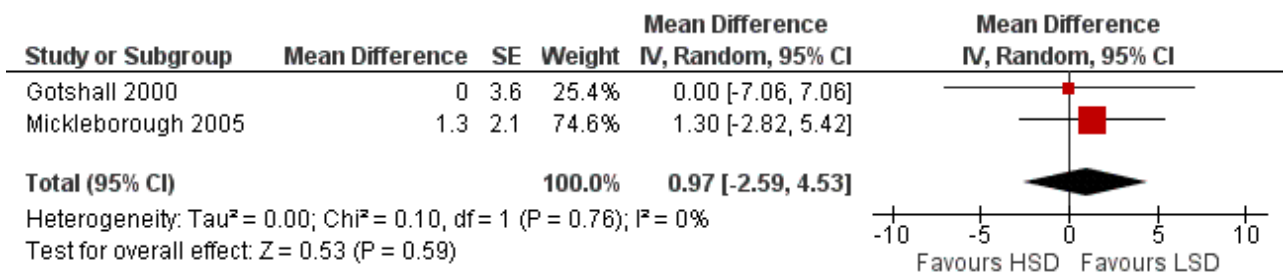 Mean Difference Mean Difference
Study or Subgroup Mean Difference SE Weight IV, Random, 95% CI IV, Random, 95% CI
Gotshall 2000 0 3.6 25.4% 0.00 [-7.06, 7.06]
Mickleborough 2005 1.3 2.1 74.6% 1.30 [-2.82, 5.42]
Total (95% CI) 100.0% 0.97 [-2.59, 4.53]
Heterogeneity: Tau² = 0.00; Chi² = 0.10, df = 1 (P = 0.76); I² = 0%
Test for overall effect: Z = 0.53 (P = 0.59)
-10 -5 0 5 10
Favours HSD Favours LSD